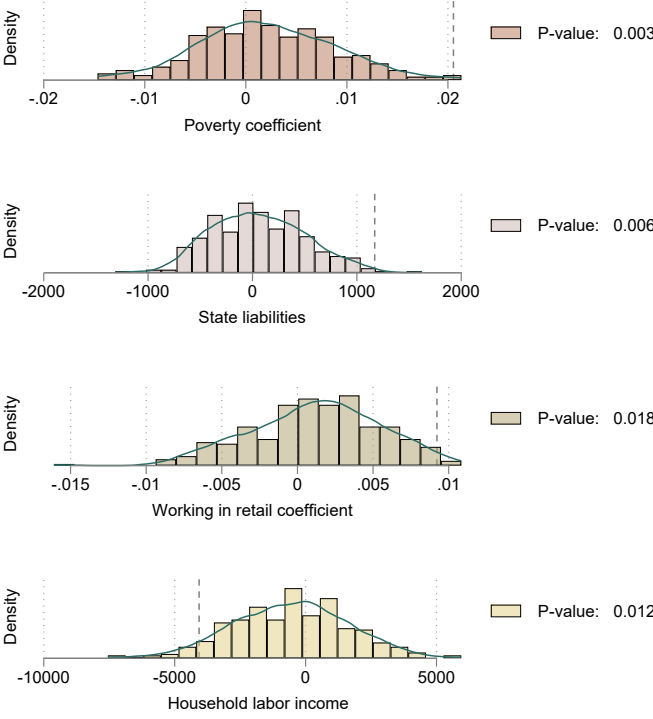 Density
P-value: 0.003
-.02 -.01 0 .01 .02
Poverty coefficient
Density
P-value: 0.006
-2000 -1000 0 1000 2000
State liabilities
Density
P-value: 0.018
-.015 -.01 -.005 0 .005 .01
Working in retail coefficient
Density
P-value: 0.012
-10000 -5000 0 5000
Household labor income